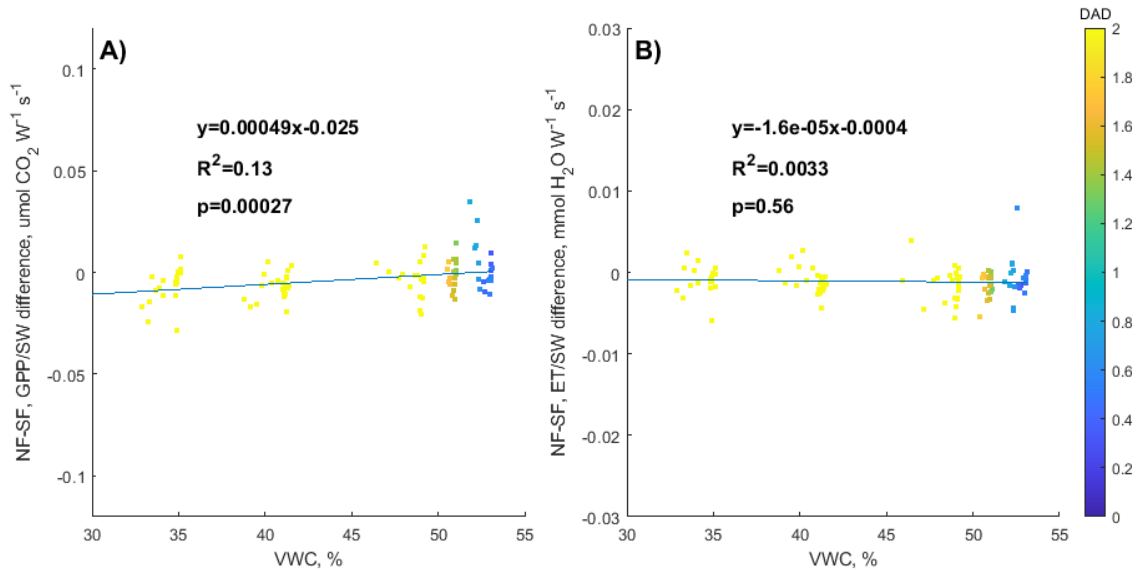 A)
y=0.00049x-0.025
R²=0.13
p=0.00027
NF-SF, GPP/SW difference, umol CO₂ W⁻¹ s⁻¹
0.1
0.05
0
-0.05
-0.1
30 35 40 45 50 55
VWC, %
B)
y=-1.6e-05x-0.0004
R²=0.0033
p=0.56
NF-SF, ET/SW difference, mmol H₂O W⁻¹ s⁻¹
0.03
0.02
0.01
0
-0.01
-0.02
-0.03
30 35 40 45 50 55
VWC, %
DAD
2
1.8
1.6
1.4
1.2
1
0.8
0.6
0.4
0.2
0